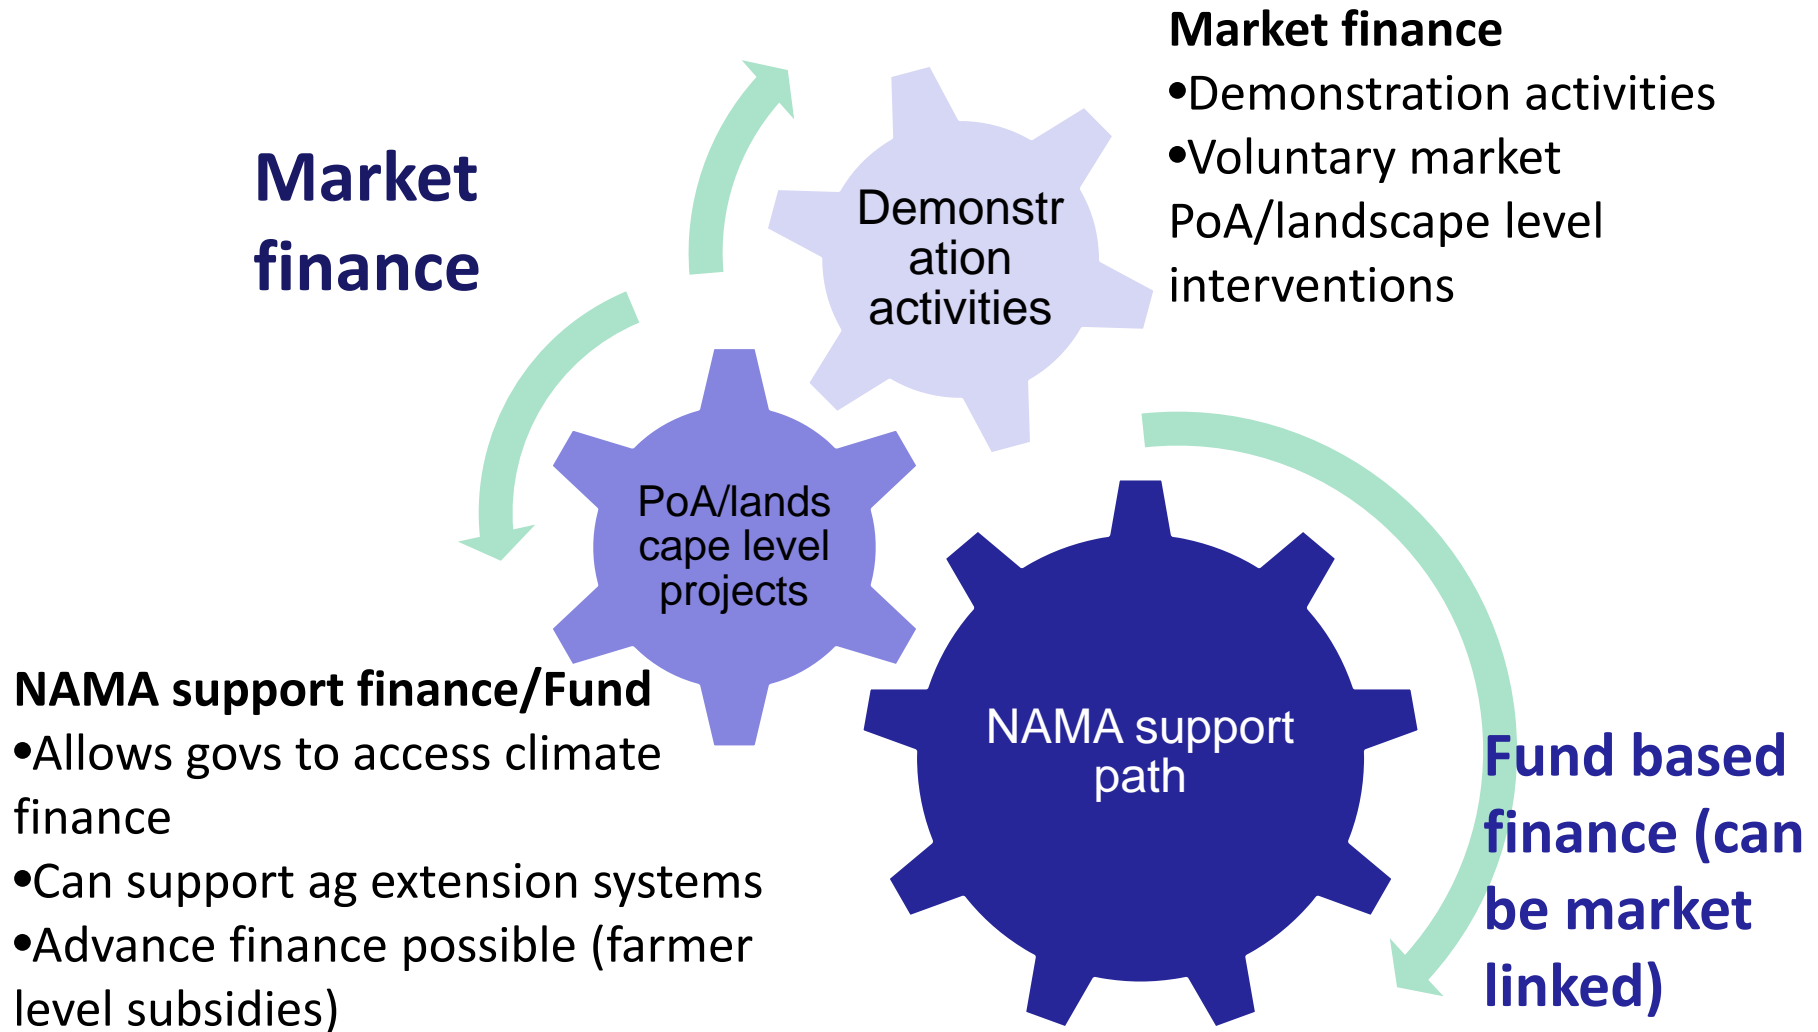 Market finance
•Demonstration activities
•Voluntary market
PoA/landscape level
interventions
Market
finance
Demonstr
ation
activities
PoA/lands
cape level
projects
NAMA support
path
NAMA support finance/Fund
•Allows govs to access climate
finance
•Can support ag extension systems
•Advance finance possible (farmer
level subsidies)
Fund based
finance (can
be market
linked)